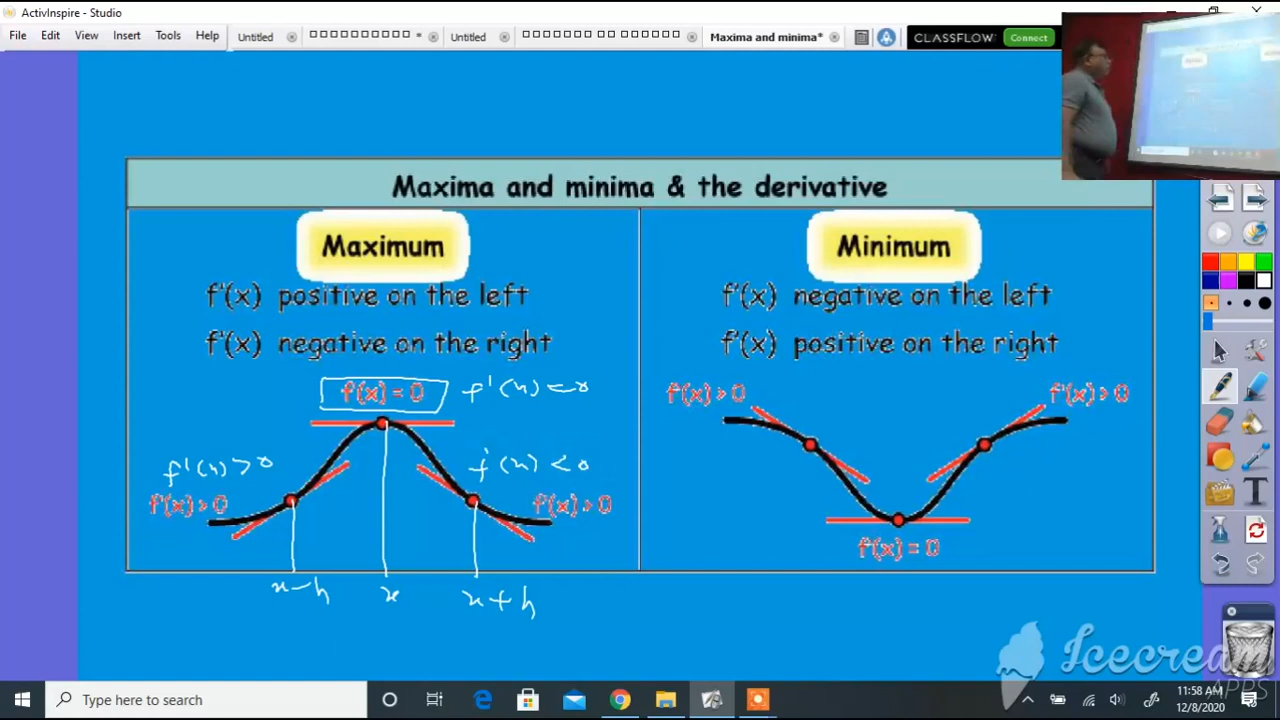 ActivInspire - Studio
File Edit View Insert Tools Help
Untitled
Untitled
Maxima and minima*
CLASSFLOW
Connect
Maxima and minima & the derivative
Maximum
f'(x) positive on the left
f'(x) negative on the right
f'(x) = 0
f'(x) = 0
f'(x) > 0
f'(x) < 0
f'(x) > 0
f'(x) > 0
x-h
x
x+h
Minimum
f'(x) negative on the left
f'(x) positive on the right
f'(x) > 0
f'(x) > 0
f'(x) = 0
Icecream
APPS
Type here to search
11:58 AM
12/8/2020